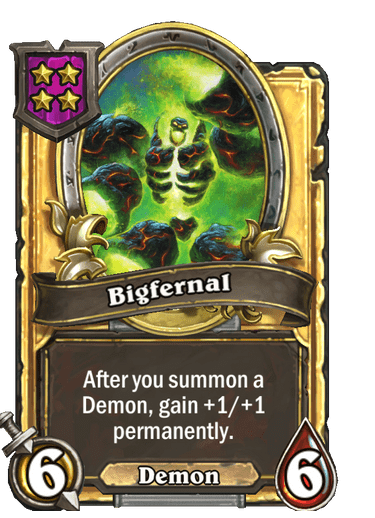 Bigfernal
After you summon a
Demon, gain +1/+1
permanently.
6
Demon
6